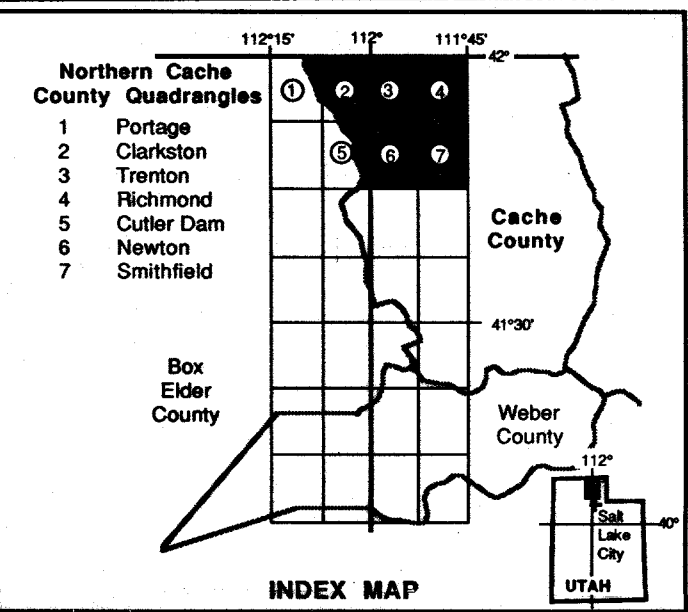 112°15' 112° 111°45'
42°
Northern Cache
County Quadrangles
1 Portage
2 Clarkston
3 Trenton
4 Richmond
5 Cutler Dam
6 Newton
7 Smithfield
1 2 3 4
5 6 7
Cache
County
41°30'
Box
Elder
County
Weber
County
112°
Salt
Lake
City
40°
UTAH
INDEX MAP